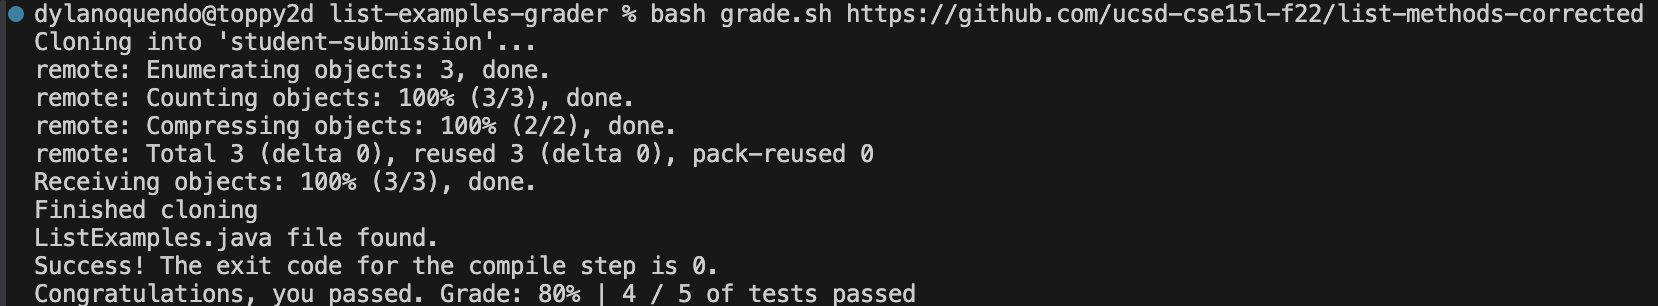 dylanoquendo@toppy2d list-examples-grader % bash grade.sh https://github.com/ucsd-cse15l-f22/list-methods-corrected
Cloning into 'student-submission'...
remote: Enumerating objects: 3, done.
remote: Counting objects: 100% (3/3), done.
remote: Compressing objects: 100% (2/2), done.
remote: Total 3 (delta 0), reused 3 (delta 0), pack-reused 0
Receiving objects: 100% (3/3), done.
Finished cloning
ListExamples.java file found.
Success! The exit code for the compile step is 0.
Congratulations, you passed. Grade: 80% | 4 / 5 of tests passed